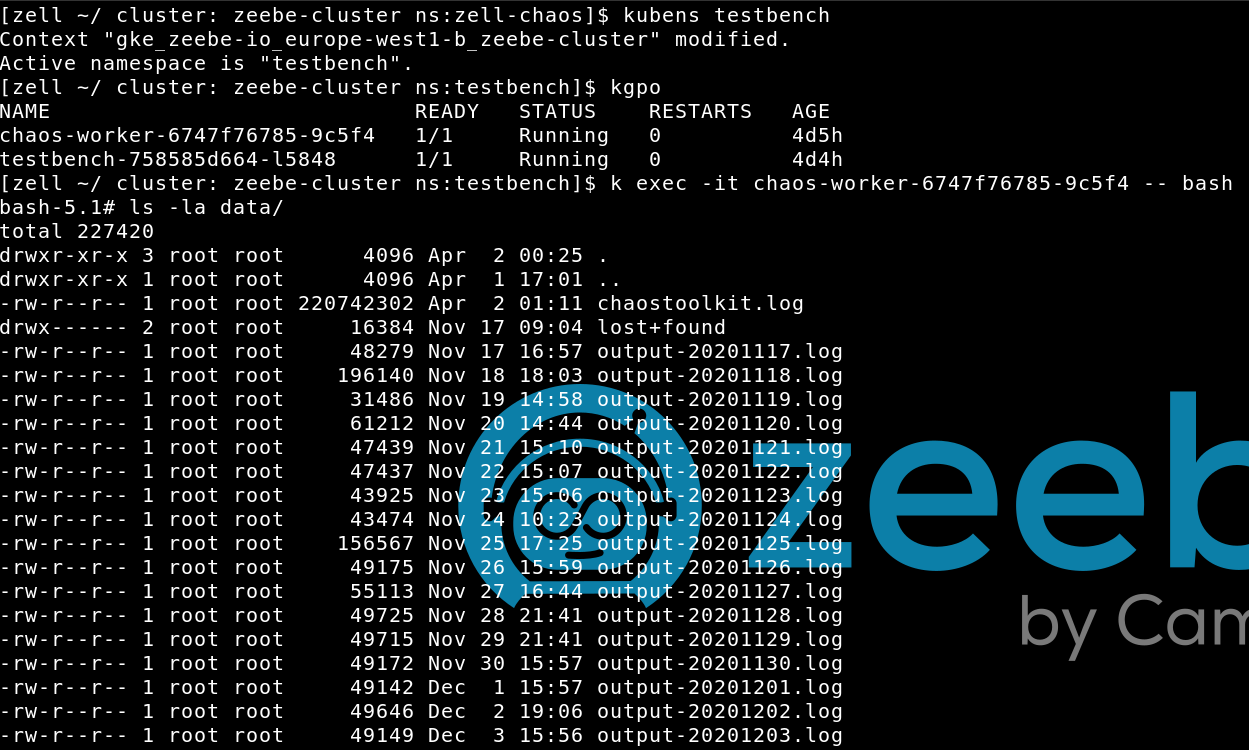 [zell ~/ cluster: zeebe-cluster ns:zell-chaos]$ kubens testbench
Context "gke_zeebe-io_europe-west1-b_zeebe-cluster" modified.
Active namespace is "testbench".
[zell ~/ cluster: zeebe-cluster ns:testbench]$ kgpo
NAME                             READY   STATUS    RESTARTS   AGE
chaos-worker-6747f76785-9c5f4   1/1     Running   0          4d5h
testbench-758585d664-l5848      1/1     Running   0          4d4h
[zell ~/ cluster: zeebe-cluster ns:testbench]$ k exec -it chaos-worker-6747f76785-9c5f4 -- bash
bash-5.1# ls -la data/
total 227420
drwxr-xr-x 3 root root      4096 Apr  2 00:25 .
drwxr-xr-x 1 root root      4096 Apr  1 17:01 ..
-rw-r--r-- 1 root root 220742302 Apr  2 01:11 chaostoolkit.log
drwx------ 2 root root     16384 Nov 17 09:04 lost+found
-rw-r--r-- 1 root root     48279 Nov 17 16:57 output-20201117.log
-rw-r--r-- 1 root root    196140 Nov 18 18:03 output-20201118.log
-rw-r--r-- 1 root root     31486 Nov 19 14:58 output-20201119.log
-rw-r--r-- 1 root root     61212 Nov 20 14:44 output-20201120.log
-rw-r--r-- 1 root root     47439 Nov 21 15:10 output-20201121.log
-rw-r--r-- 1 root root     47437 Nov 22 15:07 output-20201122.log
-rw-r--r-- 1 root root     43925 Nov 23 15:06 output-20201123.log
-rw-r--r-- 1 root root     43474 Nov 24 10:23 output-20201124.log
-rw-r--r-- 1 root root    156567 Nov 25 17:25 output-20201125.log
-rw-r--r-- 1 root root     49175 Nov 26 15:59 output-20201126.log
-rw-r--r-- 1 root root     55113 Nov 27 16:44 output-20201127.log
-rw-r--r-- 1 root root     49725 Nov 28 21:41 output-20201128.log
-rw-r--r-- 1 root root     49715 Nov 29 21:41 output-20201129.log
-rw-r--r-- 1 root root     49172 Nov 30 15:57 output-20201130.log
-rw-r--r-- 1 root root     49142 Dec  1 15:57 output-20201201.log
-rw-r--r-- 1 root root     49646 Dec  2 19:06 output-20201202.log
-rw-r--r-- 1 root root     49149 Dec  3 15:56 output-20201203.log
zeeb
by Cam